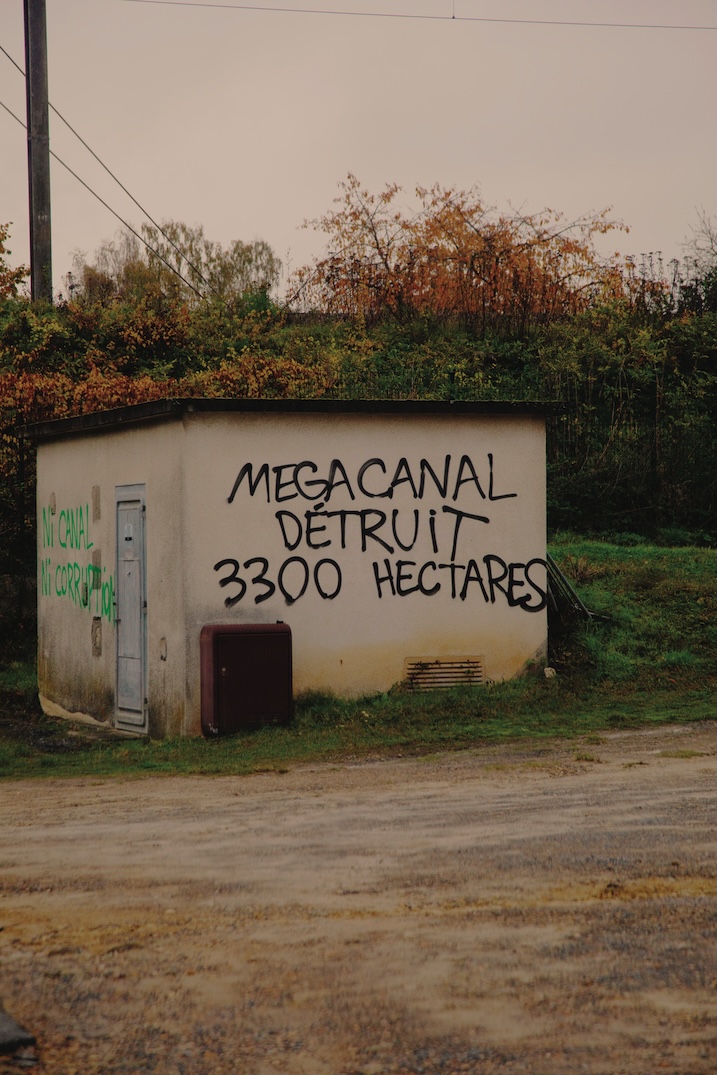 Ni CANAL
Ni CORRUPTiON
MEGACANAL
DÉTRUiT
3300 HECTARES